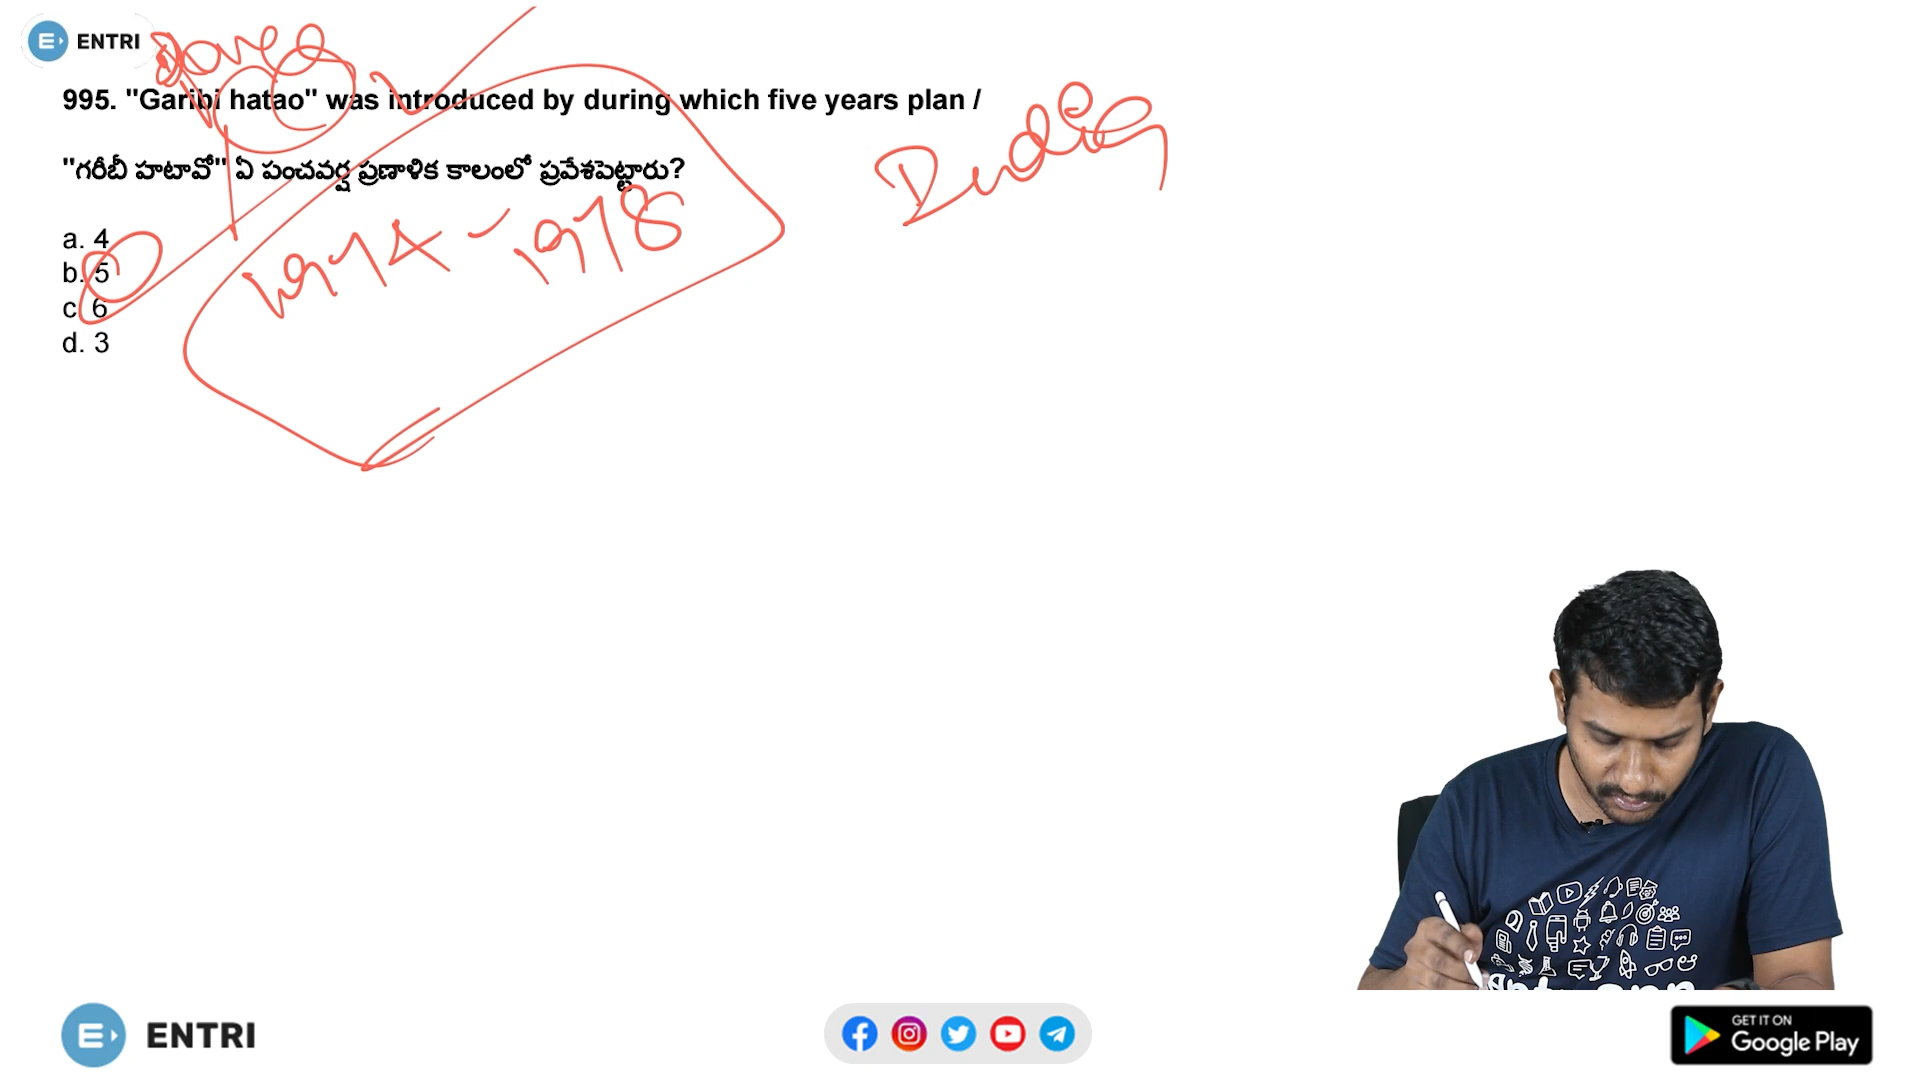 ENTRI
Poverty
995. "Garibi hatao" was introduced by during which five years plan /
"గరీబీ హటావో" ఏ పంచవర్ష ప్రణాళిక కాలంలో ప్రవేశపెట్టారు?
a. 4
b. 5
c. 6
d. 3
1974 - 1978
ENTRI
GET IT ON
Google Play